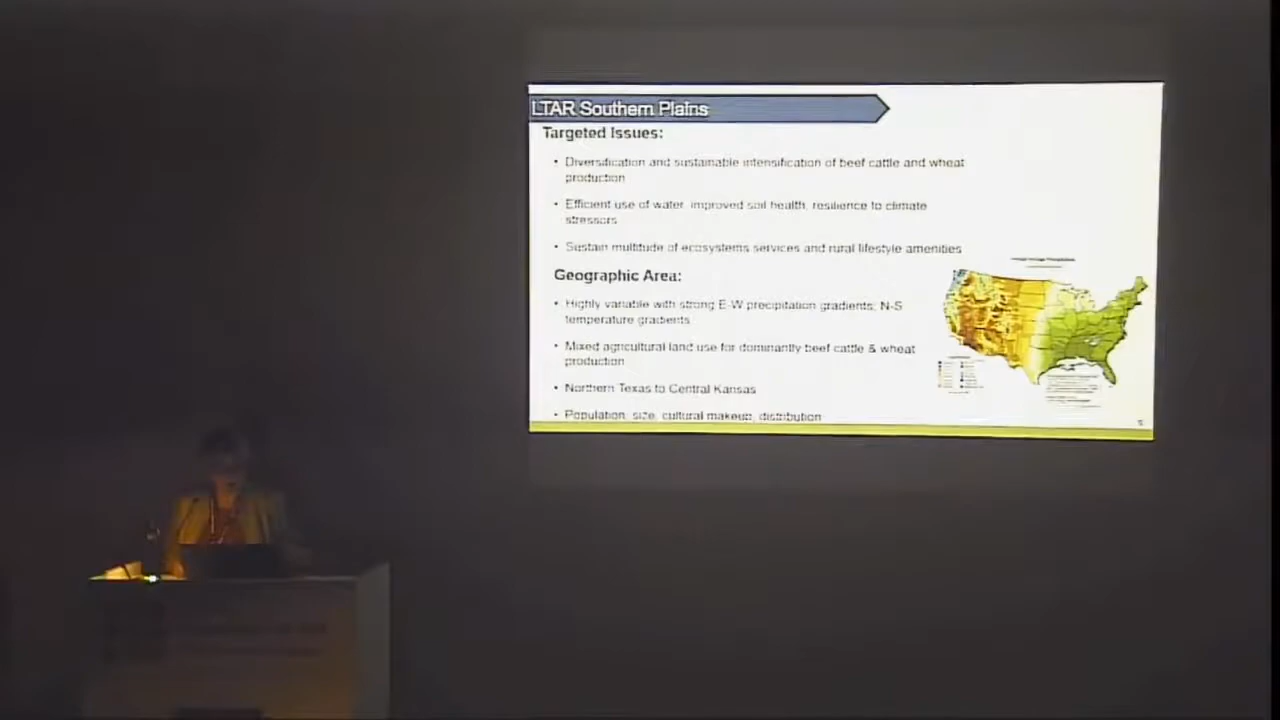 LTAR Southern Plains
Targeted Issues:
• Diversification and sustainable intensification of beef cattle and wheat
production
• Efficient use of water, improved soil health, resilience to climate
stressors
• Sustain multitude of ecosystems services and rural lifestyle amenities
Geographic Area:
• Highly variable with strong E-W precipitation gradients; N-S
temperature gradients
• Mixed agricultural land use for dominantly beef cattle & wheat
production
• Northern Texas to Central Kansas
• Population, size, cultural makeup, distribution